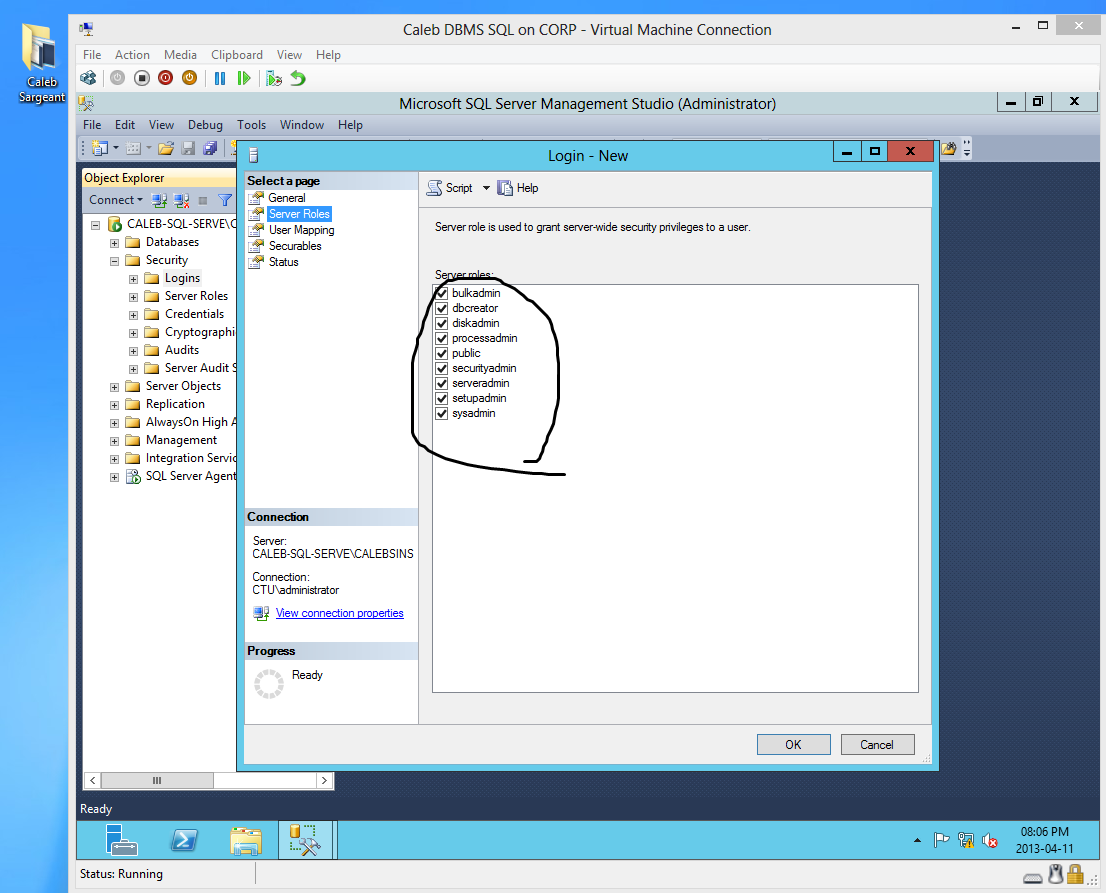 Caleb DBMS SQL on CORP - Virtual Machine Connection
Caleb
Sargeant
File Action Media Clipboard View Help
Microsoft SQL Server Management Studio (Administrator)
File Edit View Debug Tools Window Help
Object Explorer
Connect
CALEB-SQL-SERVE\C
Databases
Security
Logins
Server Roles
Credentials
Cryptographi
Audits
Server Audit S
Server Objects
Replication
AlwaysOn High A
Management
Integration Servic
SQL Server Agent
Login - New
Select a page
General
Server Roles
User Mapping
Securables
Status
Script Help
Server role is used to grant server-wide security privileges to a user.
Server roles:
bulkadmin
dbcreator
diskadmin
processadmin
public
securityadmin
serveradmin
setupadmin
sysadmin
Connection
Server:
CALEB-SQL-SERVE\CALEBSINS
Connection:
CTU\administrator
View connection properties
Progress
Ready
OK Cancel
Ready
08:06 PM
2013-04-11
Status: Running